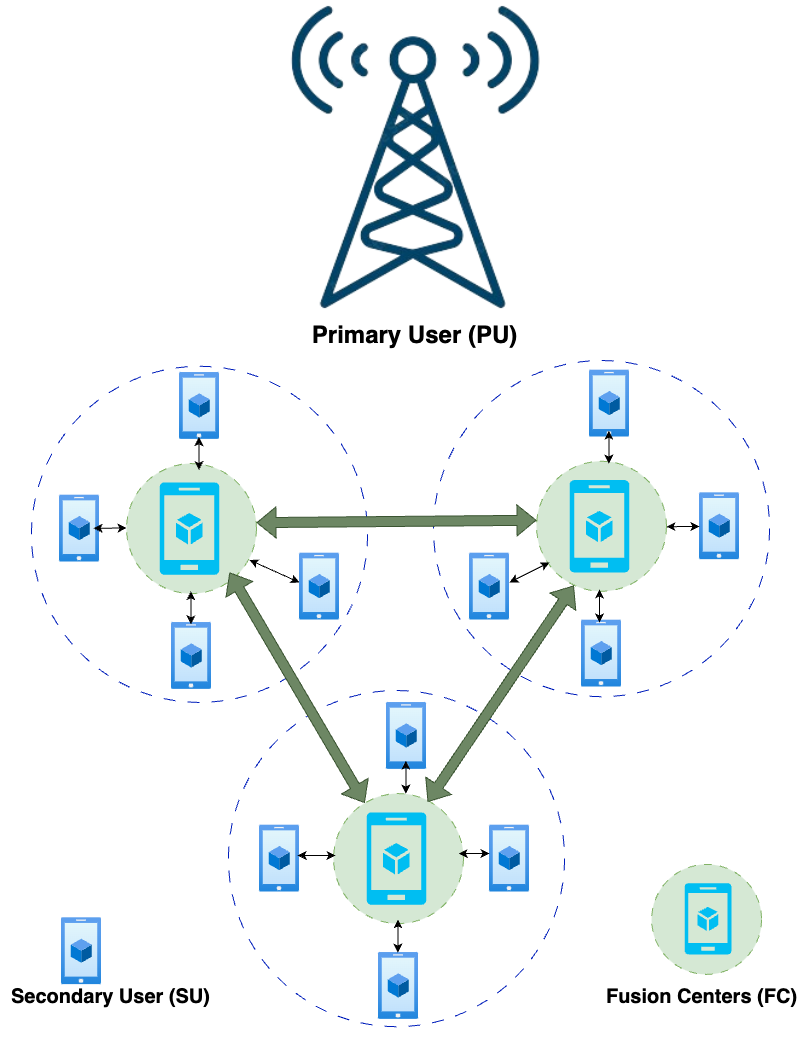 Primary User (PU)
Secondary User (SU)
Fusion Centers (FC)